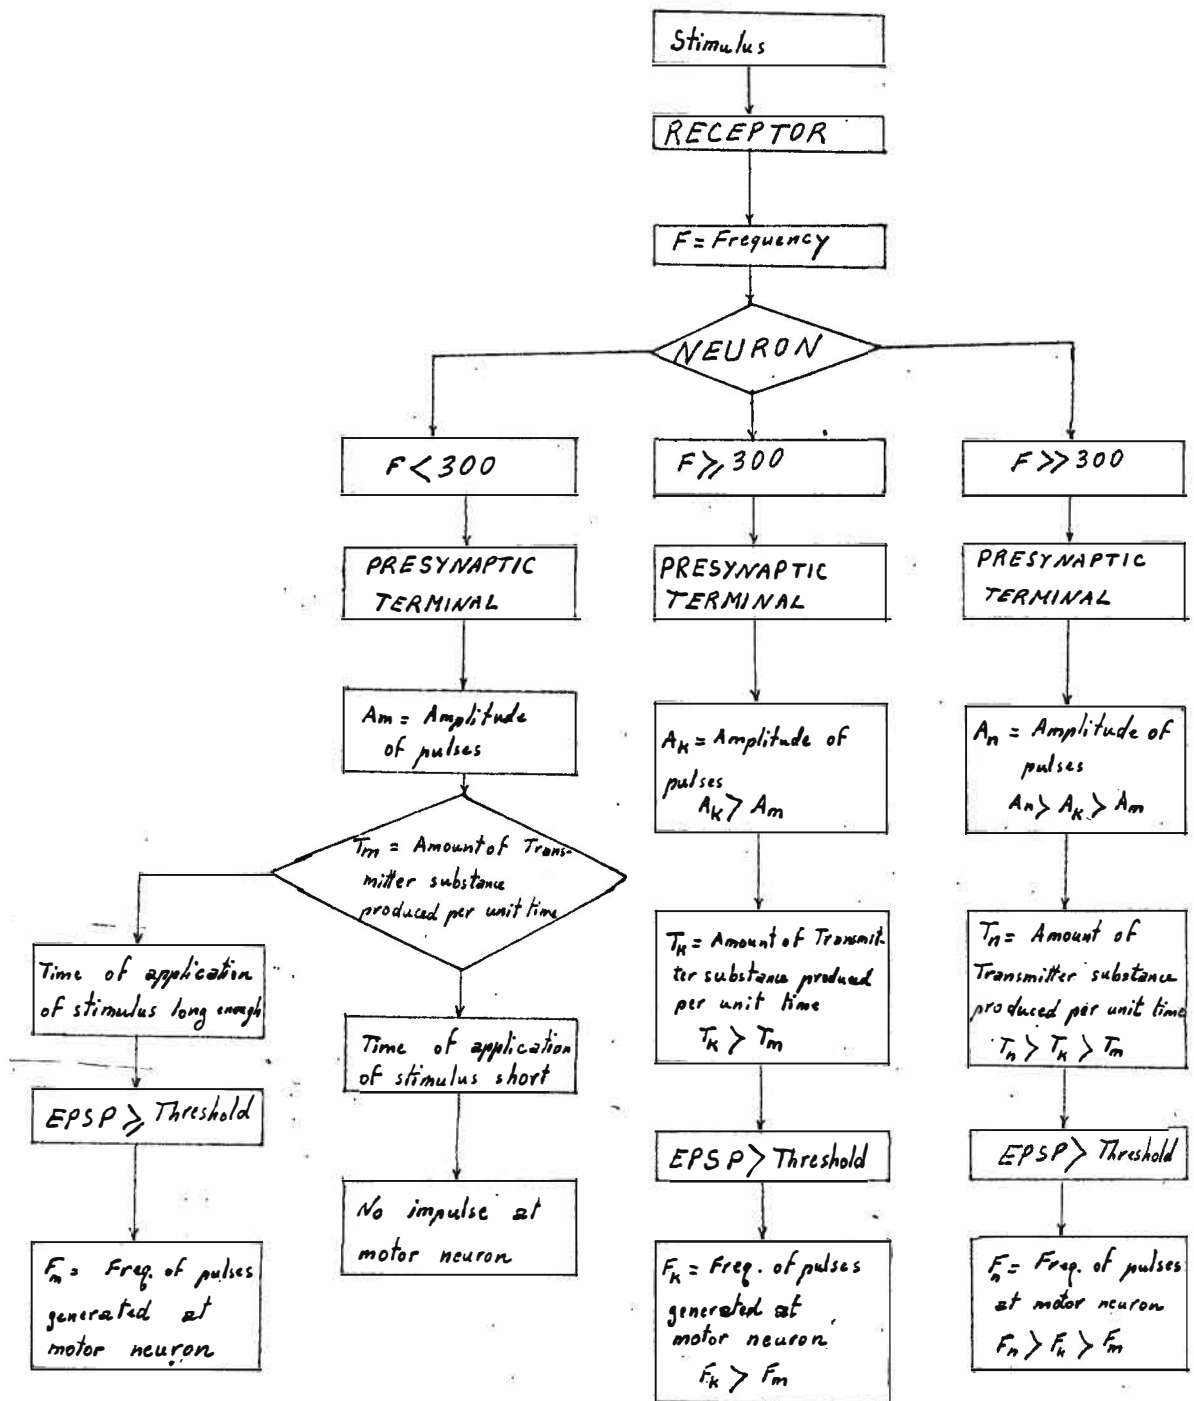 Stimulus
RECEPTOR
F = Frequency
NEURON
F < 300
PRESYNAPTIC
TERMINAL
Am = Amplitude
of pulses
Tm = Amount of Trans-
mitter substance
produced per unit time
Time of application
of stimulus long enough
EPSP ⩾ Threshold
Fm = Freq. of pulses
generated at
motor neuron
Time of application
of stimulus short
No impulse at
motor neuron
F ⩾ 300
PRESYNAPTIC
TERMINAL
Ak = Amplitude of
pulses
Ak > Am
Tk = Amount of Transmit-
ter substance produced
per unit time
Tk > Tm
EPSP > Threshold
Fk = Freq. of pulses
generated at
motor neuron
Fk > Fm
F >> 300
PRESYNAPTIC
TERMINAL
An = Amplitude of
pulses
An > Ak > Am
Tn = Amount of
Transmitter substance
produced per unit time
Tn > Tk > Tm
EPSP > Threshold
Fn = Freq. of pulses
at motor neuron
Fn > Fk > Fm